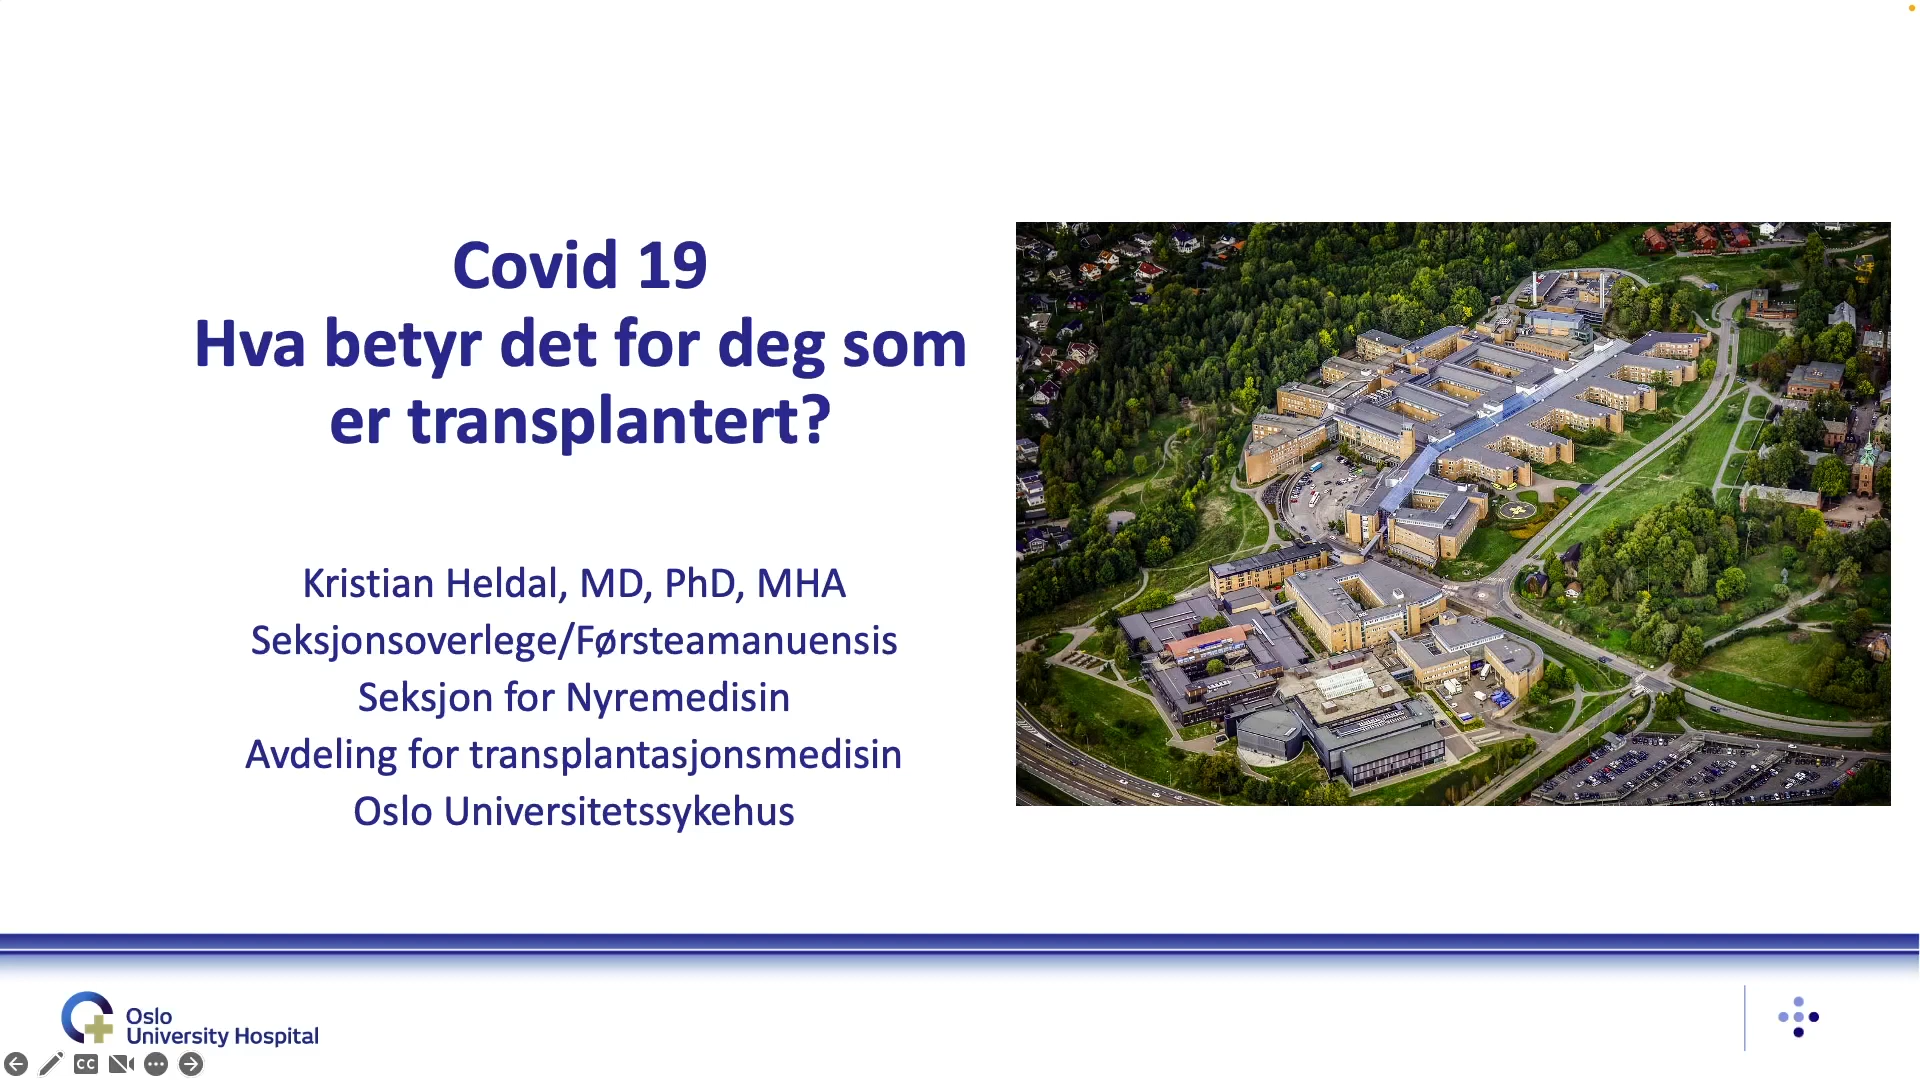 Covid 19
Hva betyr det for deg som
er transplantert?
Kristian Heldal, MD, PhD, MHA
Seksjonsoverlege/Førsteamanuensis
Seksjon for Nyremedisin
Avdeling for transplantasjonsmedisin
Oslo Universitetssykehus
Oslo
University Hospital
CC